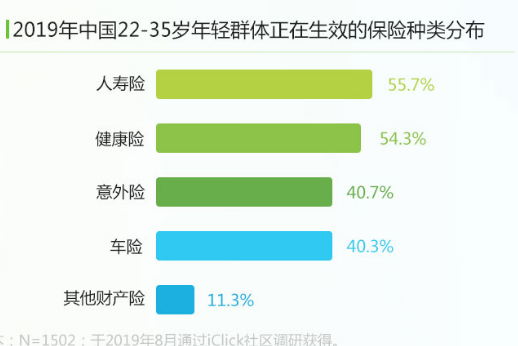 2019年中国22-35岁年轻群体正在生效的保险种类分布
人寿险 55.7%
健康险 54.3%
意外险 40.7%
车险 40.3%
其他财产险 11.3%
本：N=1502；于2019年8月通过iClick社区调研获得。